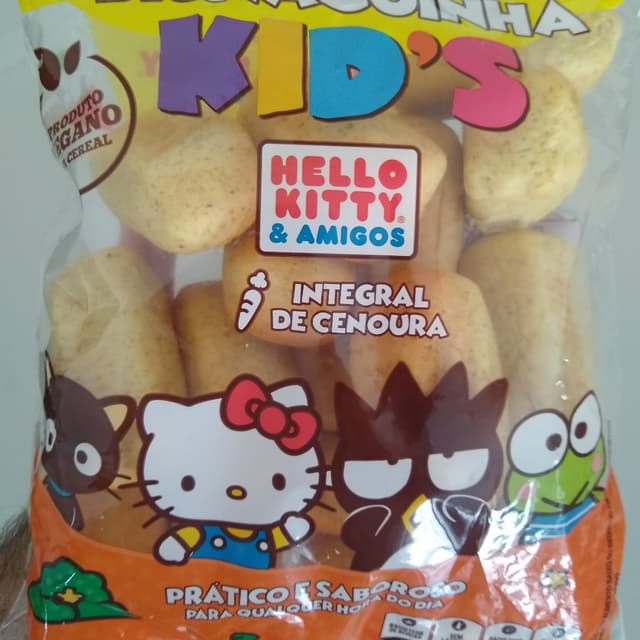 KID'S
PRODUTO
VEGANO
CEREAL
HELLO
KITTY®
& AMIGOS
INTEGRAL
DE CENOURA
PRÁTICO E SABOROSO
PARA QUALQUER HORA DO DIA